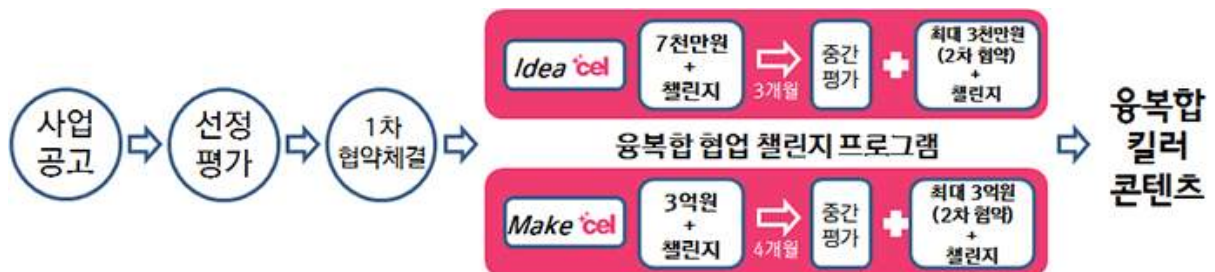 사업
공고
선정
평가
1차
협약체결
Idea cel
7천만원
+
챌린지
3개월
중간
평가
최대 3천만원
(2차 협약)
+
챌린지
융복합 협업 챌린지 프로그램
Make cel
3억원
+
챌린지
4개월
중간
평가
최대 3억원
(2차 협약)
+
챌린지
융복합
킬러
콘텐츠